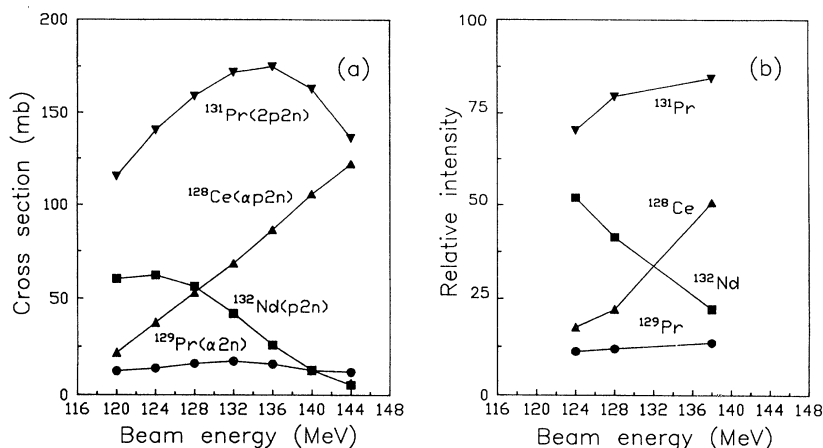 200
150
100
50
0
Cross section (mb)
(a)
¹³¹Pr(2p2n)
¹²⁸Ce(αp2n)
¹³²Nd(p2n)
¹²⁹Pr(α2n)
116 120 124 128 132 136 140 144 148
Beam energy (MeV)
100
75
50
25
0
Relative intensity
(b)
¹³¹Pr
¹²⁸Ce
¹³²Nd
¹²⁹Pr
116 120 124 128 132 136 140 144 148
Beam energy (MeV)